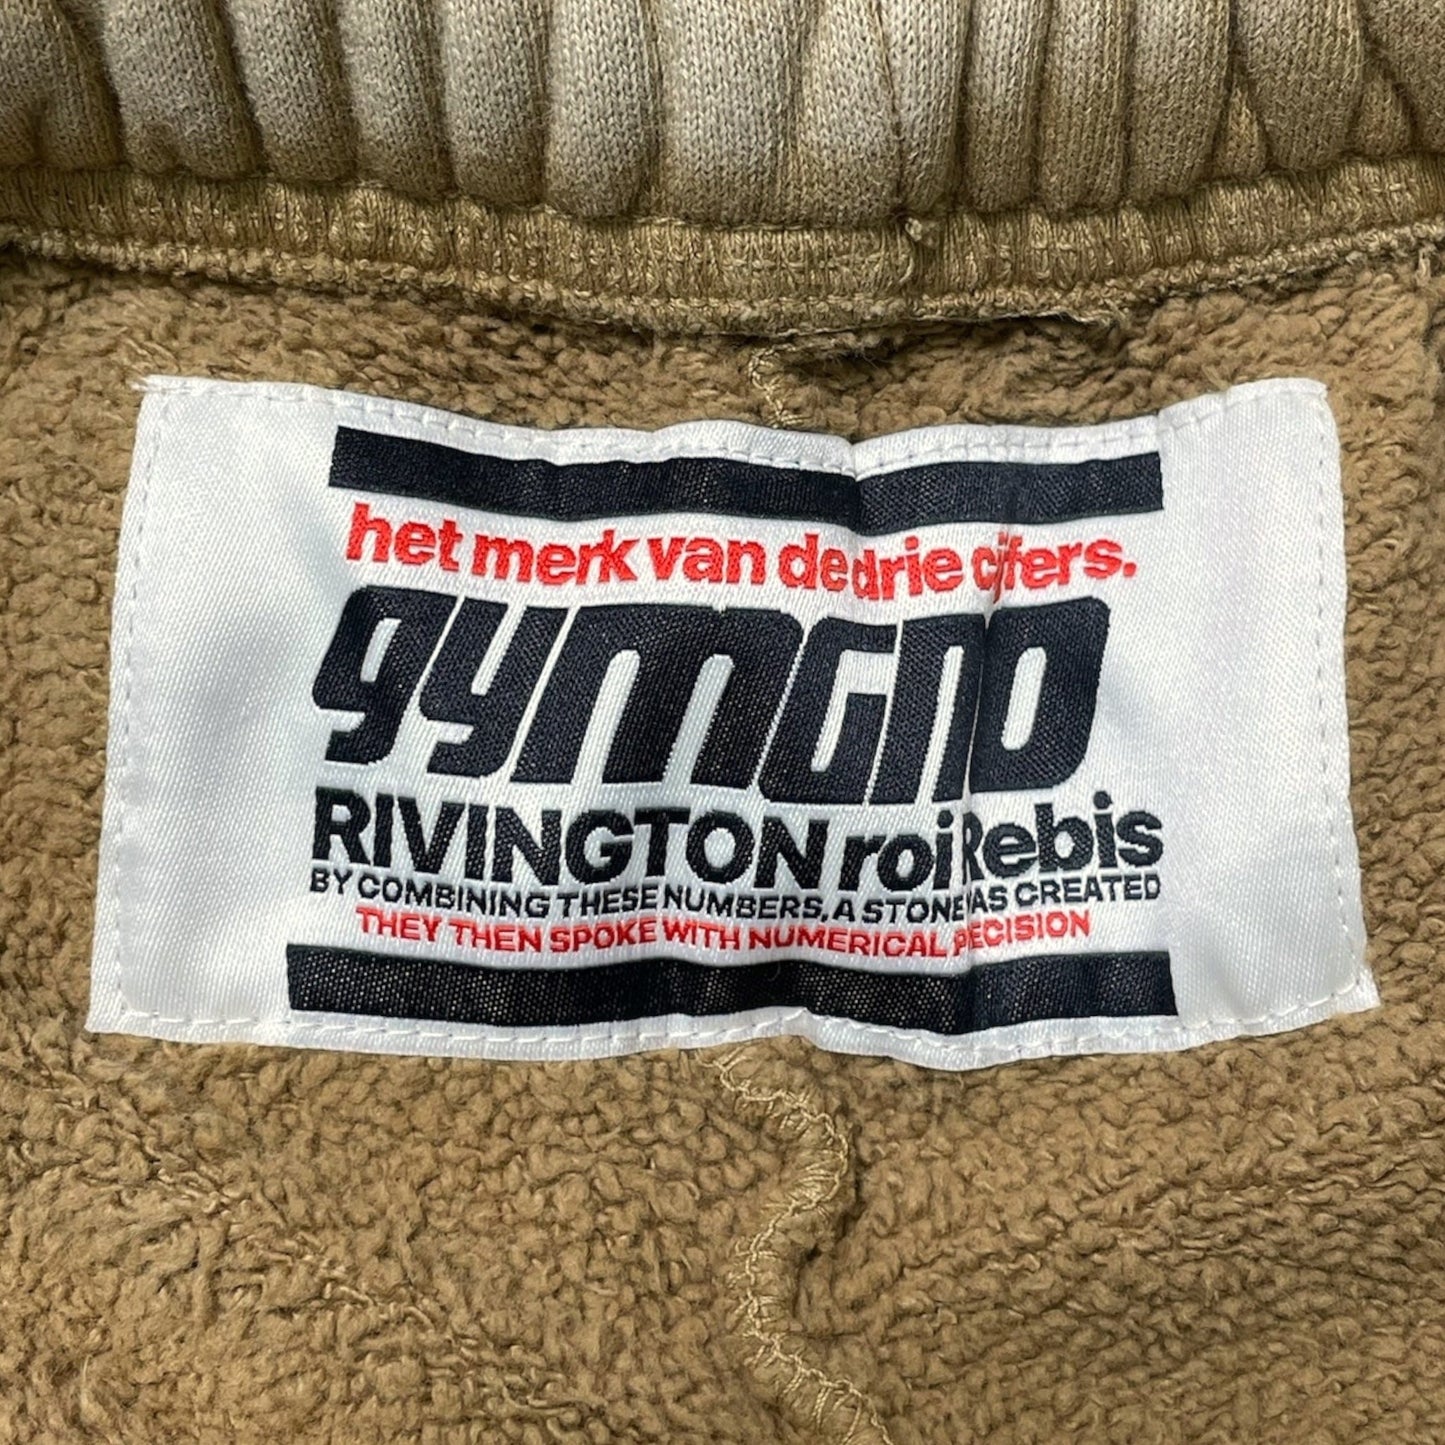 het merk van de drie cijfers.
gymGNO
RIVINGTON roi Rebis
BY COMBINING THESE NUMBERS, A STONE WAS CREATED
THEY THEN SPOKE WITH NUMERICAL PRECISION